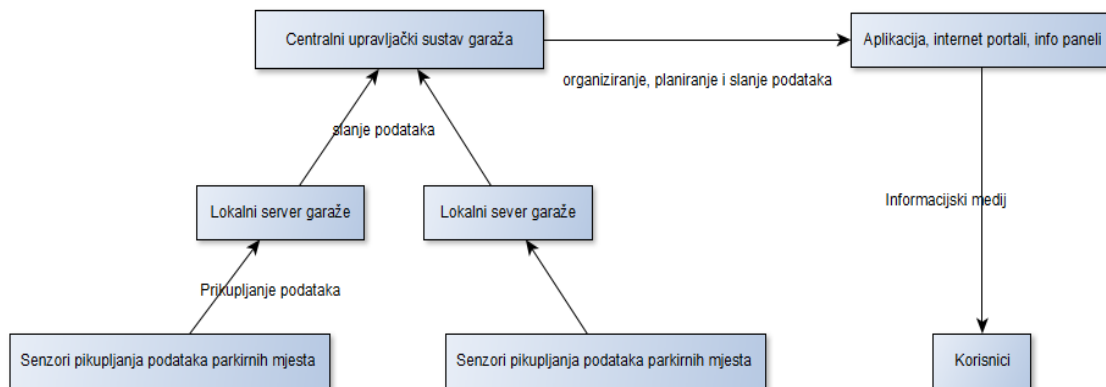 Centralni upravljački sustav garaža
Aplikacija, internet portali, info paneli
organiziranje, planiranje i slanje podataka
slanje podataka
Lokalni server garaže
Lokalni sever garaže
Informacijski medij
Prikupljanje podataka
Senzori pikupljanja podataka parkirnih mjesta
Senzori pikupljanja podataka parkirnih mjesta
Korisnici